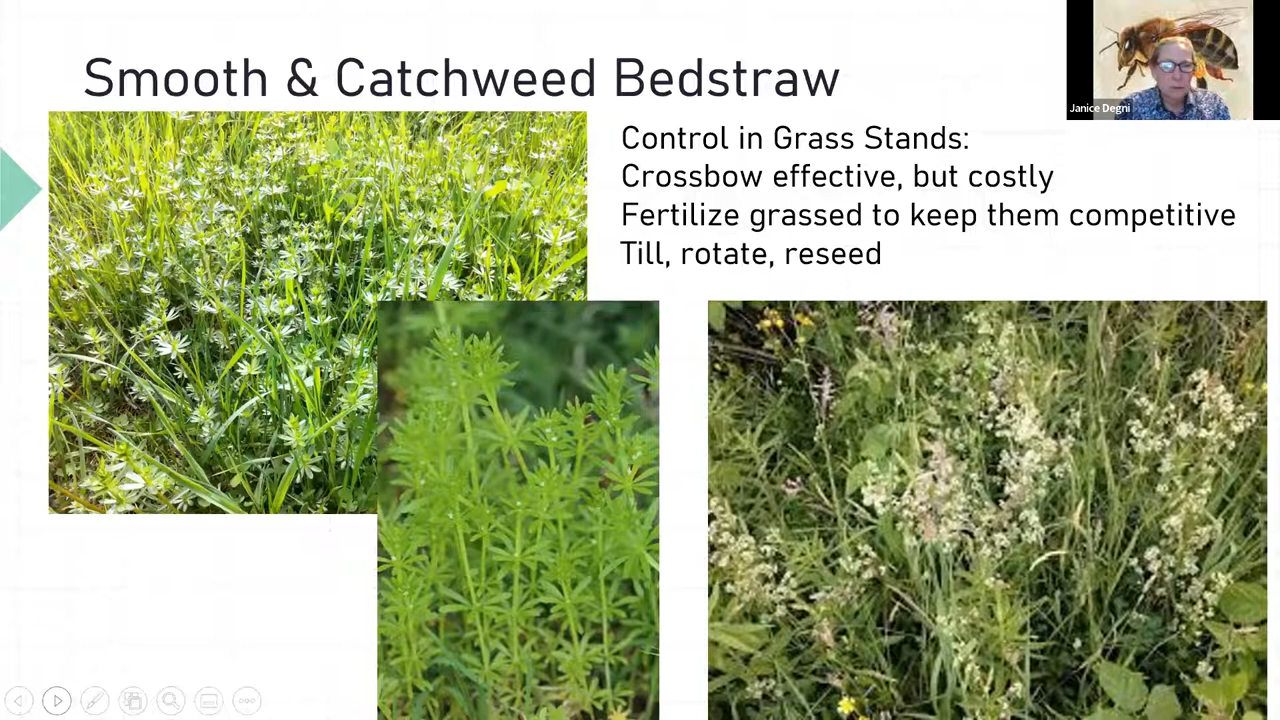 Smooth & Catchweed Bedstraw
Janice Degni
Control in Grass Stands:
Crossbow effective, but costly
Fertilize grassed to keep them competitive
Till, rotate, reseed